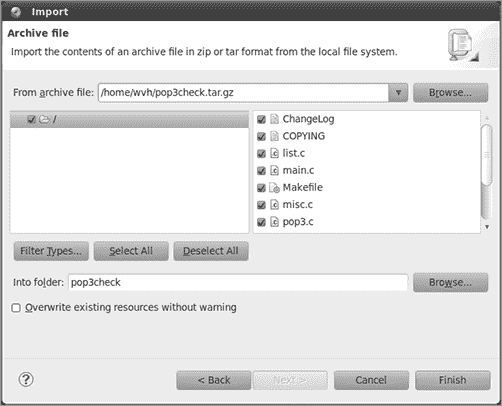 Import
Archive file
Import the contents of an archive file in zip or tar format from the local file system.
From archive file: /home/wvh/pop3check.tar.gz Browse...
/
ChangeLog
COPYING
list.c
main.c
Makefile
misc.c
pop3.c
Filter Types... Select All Deselect All
Into folder: pop3check Browse...
Overwrite existing resources without warning
? < Back Next > Cancel Finish